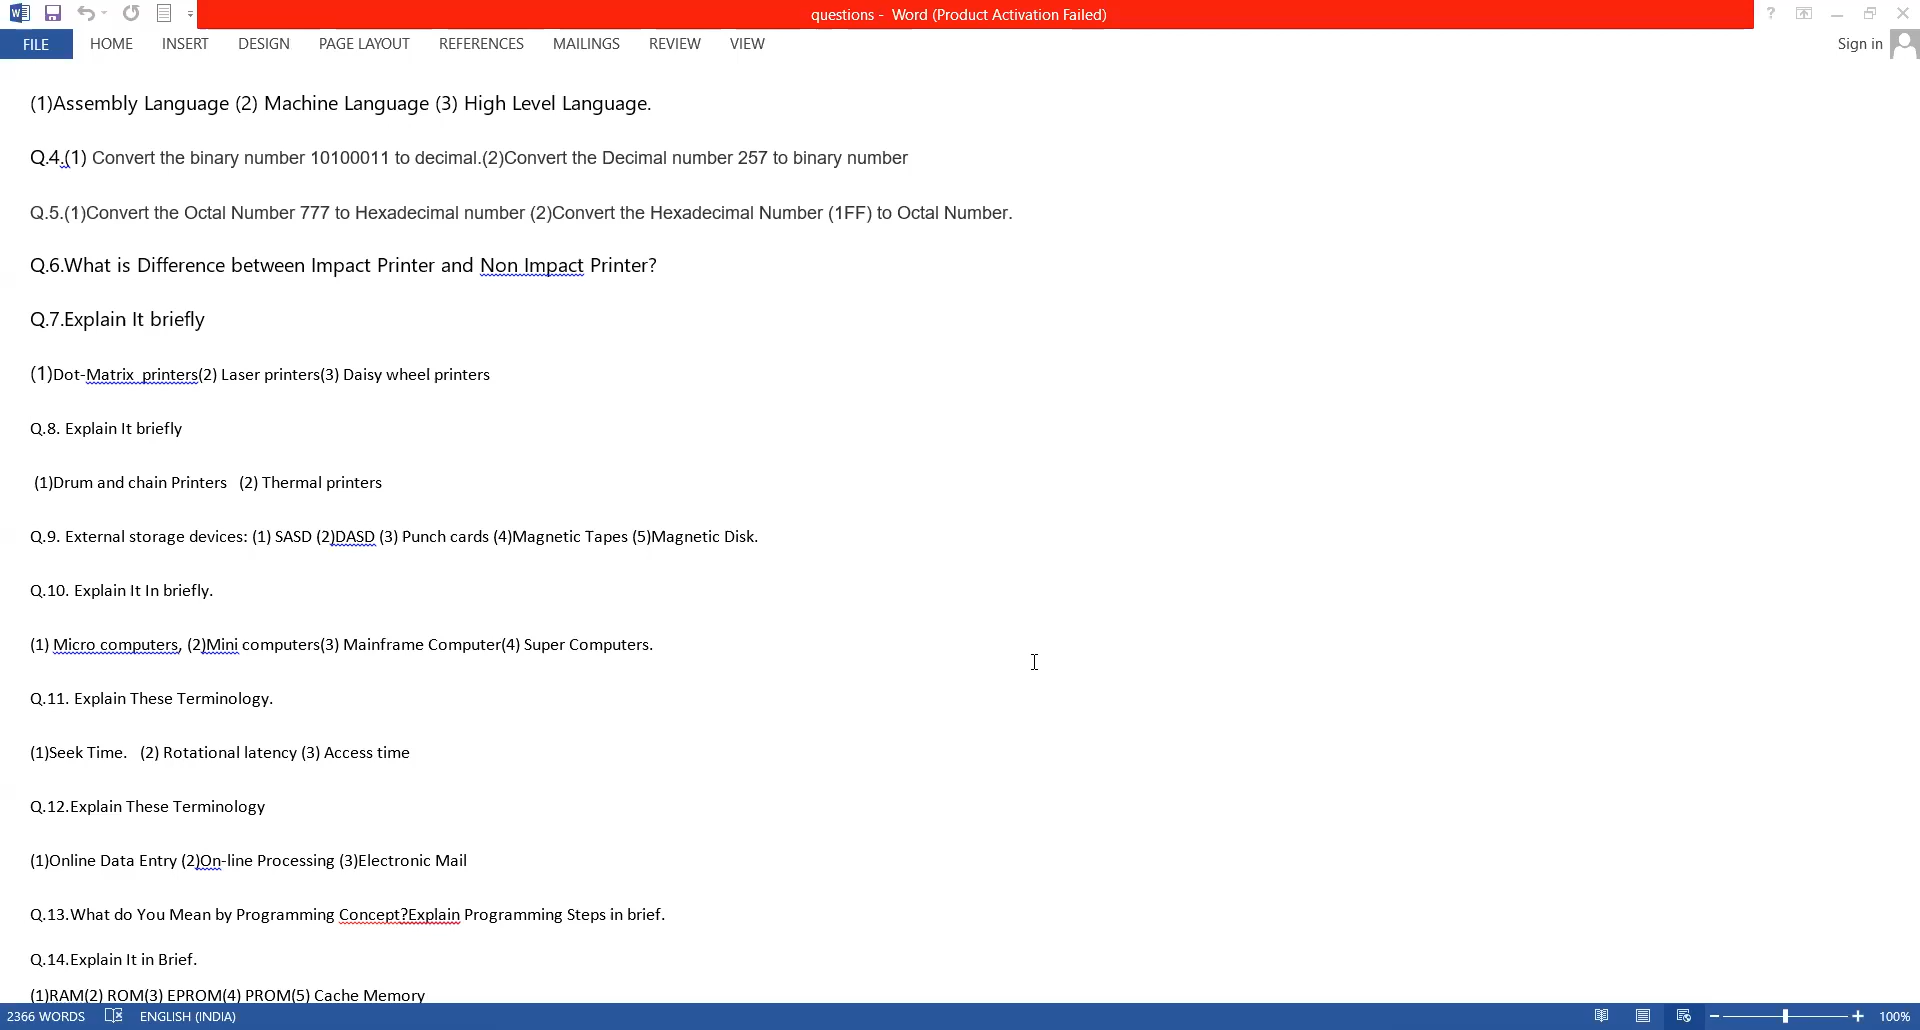 questions - Word (Product Activation Failed)
?
FILE HOME INSERT DESIGN PAGE LAYOUT REFERENCES MAILINGS REVIEW VIEW Sign in
(1)Assembly Language (2) Machine Language (3) High Level Language.
Q.4.(1) Convert the binary number 10100011 to decimal.(2)Convert the Decimal number 257 to binary number
Q.5.(1)Convert the Octal Number 777 to Hexadecimal number (2)Convert the Hexadecimal Number (1FF) to Octal Number.
Q.6.What is Difference between Impact Printer and Non Impact Printer?
Q.7.Explain It briefly
(1)Dot-Matrix  printers(2) Laser printers(3) Daisy wheel printers
Q.8. Explain It briefly
(1)Drum and chain Printers   (2) Thermal printers
Q.9. External storage devices: (1) SASD (2)DASD (3) Punch cards (4)Magnetic Tapes (5)Magnetic Disk.
Q.10. Explain It In briefly.
(1) Micro computers, (2)Mini computers(3) Mainframe Computer(4) Super Computers.
Q.11. Explain These Terminology.
(1)Seek Time.   (2) Rotational latency (3) Access time
Q.12.Explain These Terminology
(1)Online Data Entry (2)On-line Processing (3)Electronic Mail
Q.13.What do You Mean by Programming Concept?Explain Programming Steps in brief.
Q.14.Explain It in Brief.
(1)RAM(2) ROM(3) EPROM(4) PROM(5) Cache Memory
2366 WORDS ENGLISH (INDIA) 100%